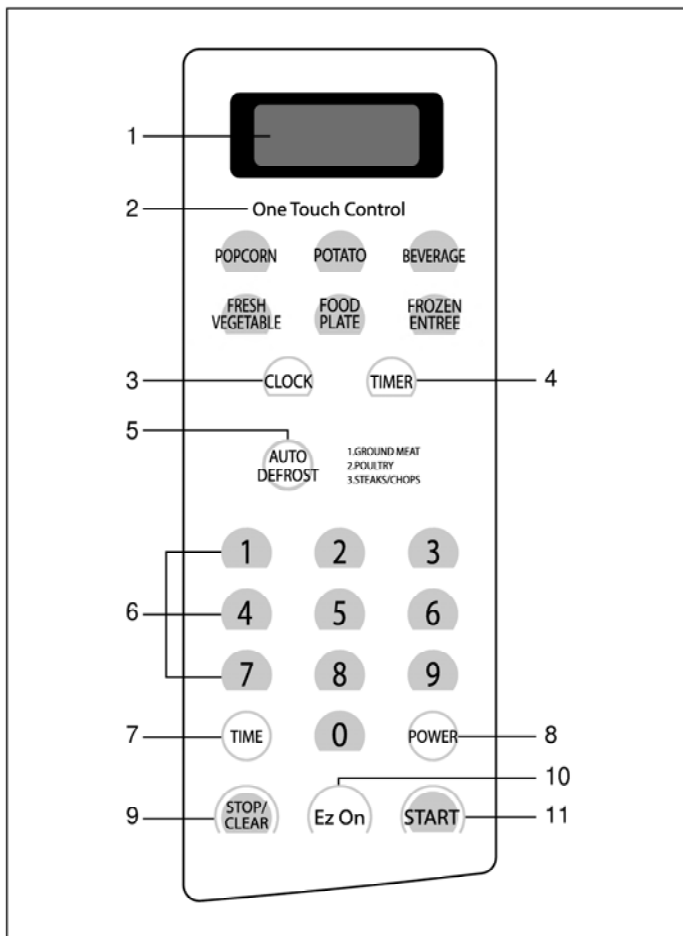 1
2 One Touch Control
POPCORN POTATO BEVERAGE
FRESH VEGETABLE FOOD PLATE FROZEN ENTREE
3 CLOCK TIMER 4
5
AUTO DEFROST
1.GROUND MEAT
2.POULTRY
3.STEAKS/CHOPS
1 2 3
6 4 5 6
7 8 9
7 TIME 0 POWER 8
10
9 STOP/CLEAR Ez On START 11